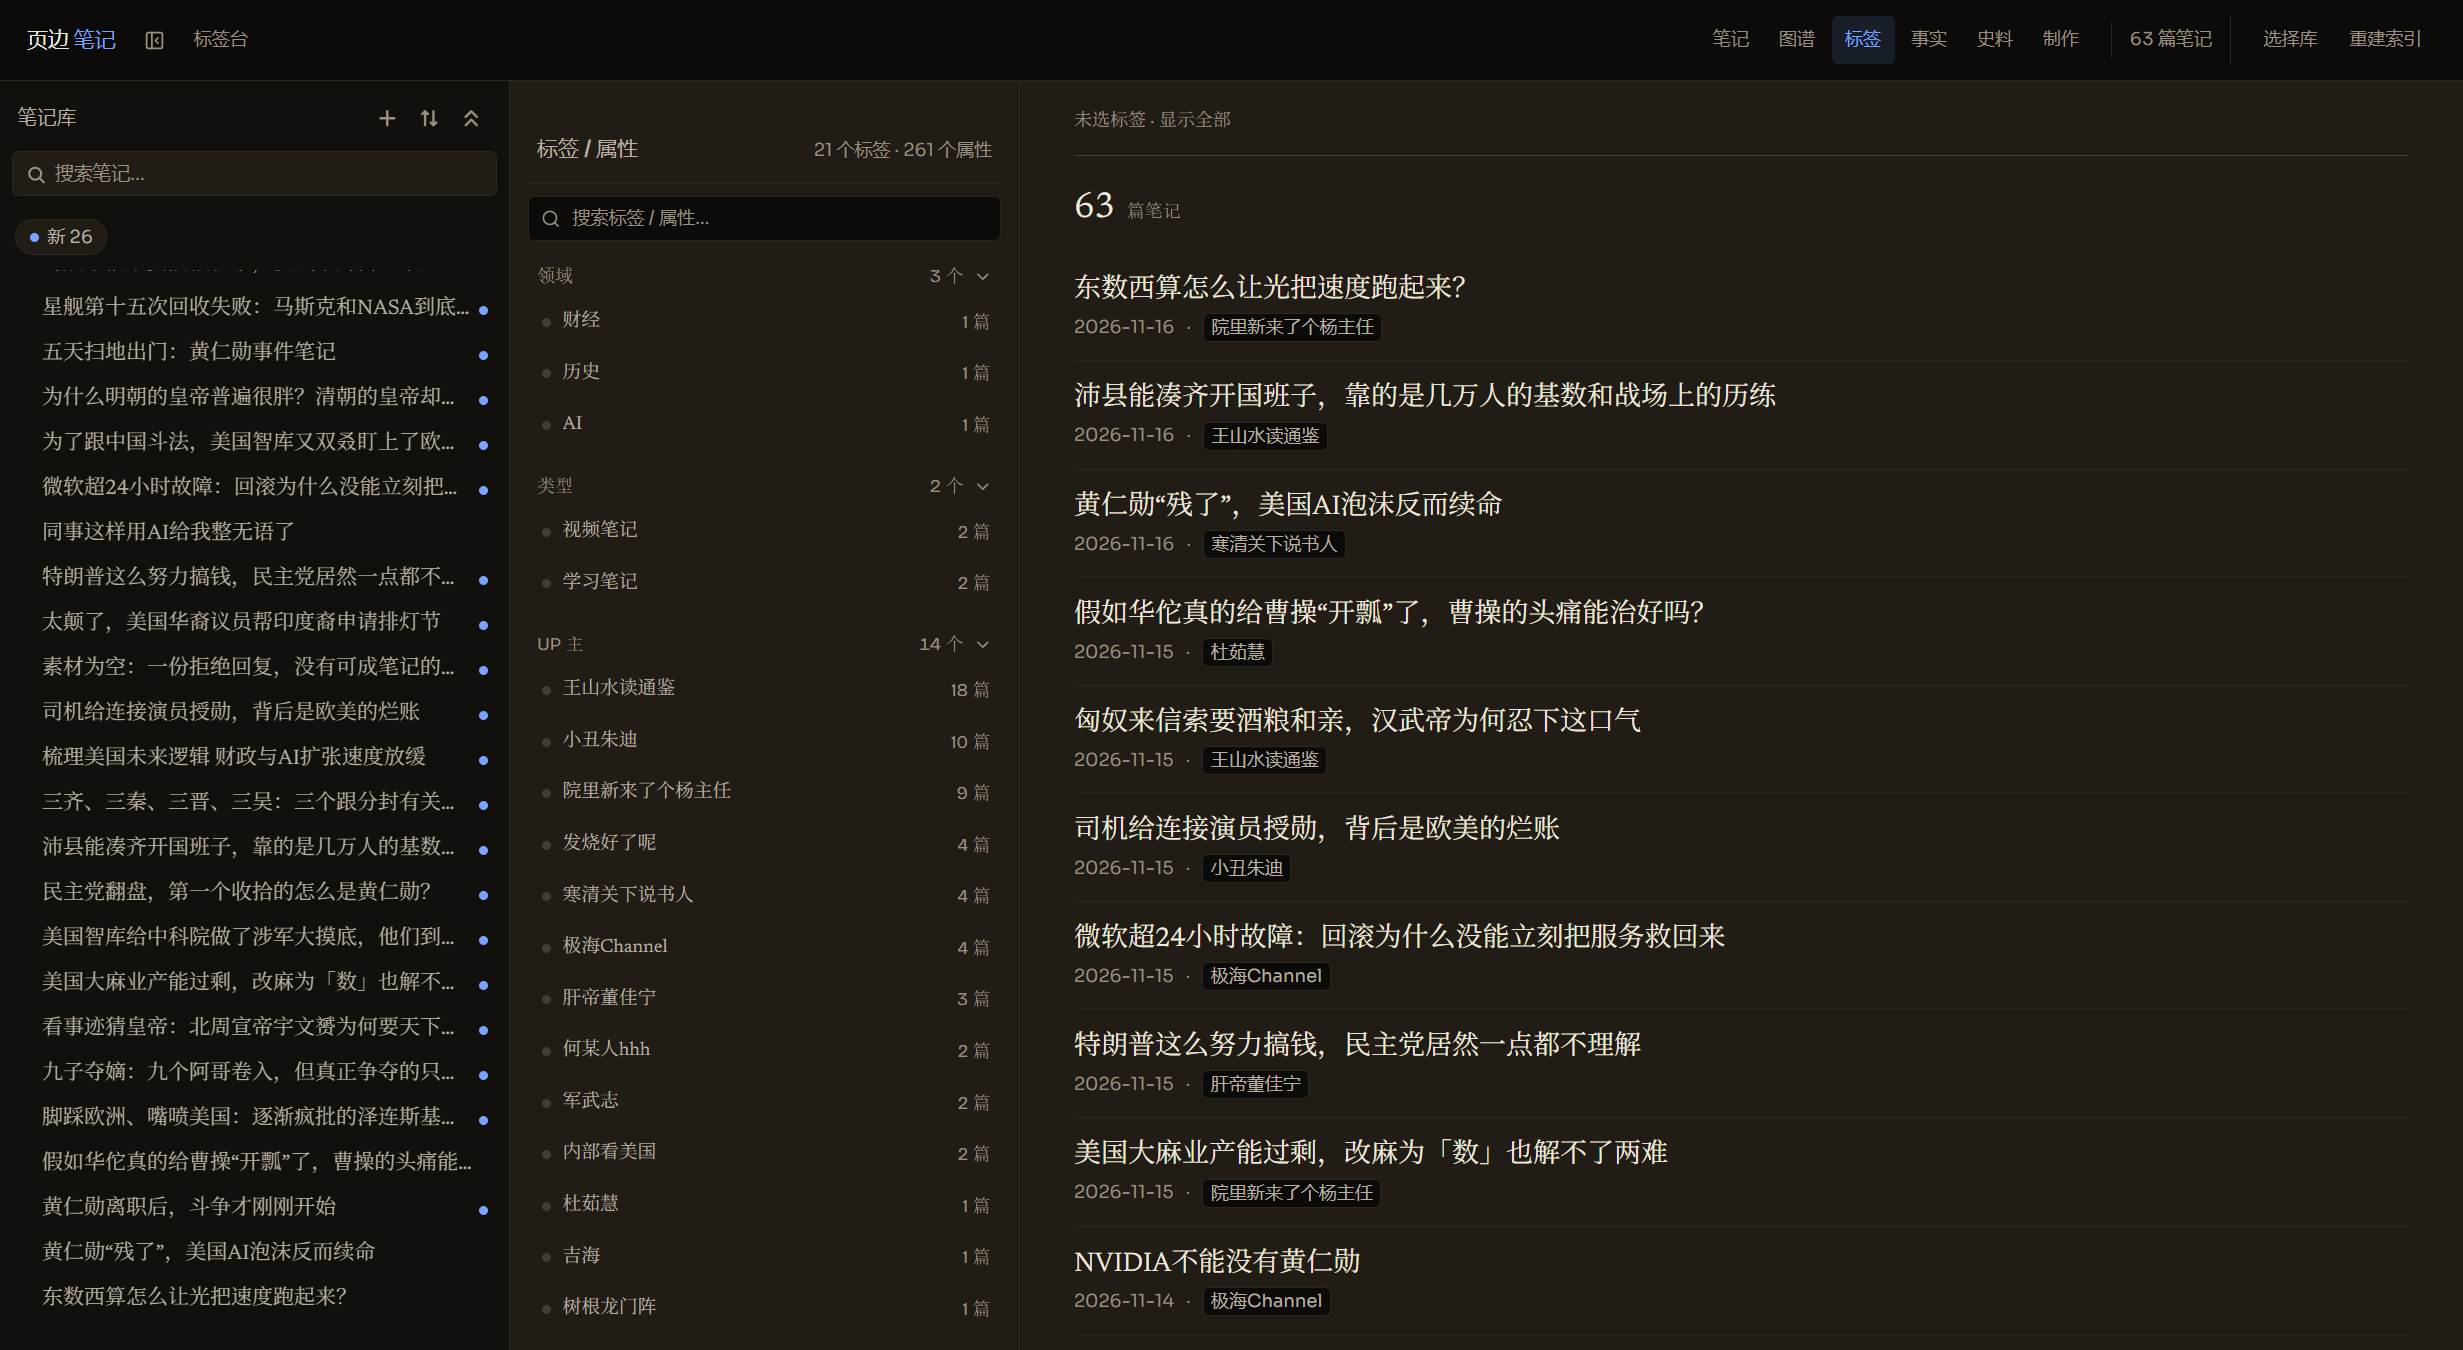 页边 笔记
标签台
笔记
图谱
标签
事实
史料
制作
63 篇笔记
选择库
重建索引
笔记库
搜索笔记...
新 26
星舰第十五次回收失败：马斯克和NASA到底...
五天扫地出门：黄仁勋事件笔记
为什么明朝的皇帝普遍很胖？清朝的皇帝却...
为了跟中国斗法，美国智库又双叒盯上了欧...
微软超24小时故障：回滚为什么没能立刻把...
同事这样用AI给我整无语了
特朗普这么努力搞钱，民主党居然一点都不...
太颠了，美国华裔议员帮印度裔申请排灯节
素材为空：一份拒绝回复，没有可成笔记的...
司机给连接演员授勋，背后是欧美的烂账
梳理美国未来逻辑 财政与AI扩张速度放缓
三齐、三秦、三晋、三吴：三个跟分封有关...
沛县能凑齐开国班子，靠的是几万人的基数...
民主党翻盘，第一个收拾的怎么是黄仁勋？
美国智库给中科院做了涉军大摸底，他们到...
美国大麻业产能过剩，改麻为「数」也解不...
看事迹猜皇帝：北周宣帝宇文赟为何要天下...
九子夺嫡：九个阿哥卷入，但真正争夺的只...
脚踩欧洲、嘴喷美国：逐渐疯批的泽连斯基...
假如华佗真的给曹操“开瓢”了，曹操的头痛能...
黄仁勋离职后，斗争才刚刚开始
黄仁勋“残了”，美国AI泡沫反而续命
东数西算怎么让光把速度跑起来？
标签 / 属性
21 个标签 · 261 个属性
搜索标签 / 属性...
领域
3 个
财经
1 篇
历史
1 篇
AI
1 篇
类型
2 个
视频笔记
2 篇
学习笔记
2 篇
UP 主
14 个
王山水读通鉴
18 篇
小丑朱迪
10 篇
院里新来了个杨主任
9 篇
发烧好了呢
4 篇
寒清关下说书人
4 篇
极海Channel
4 篇
肝帝董佳宁
3 篇
何某人hhh
2 篇
军武志
2 篇
内部看美国
2 篇
杜茹慧
1 篇
吉海
1 篇
树根龙门阵
1 篇
未选标签 · 显示全部
63 篇笔记
东数西算怎么让光把速度跑起来？
2026-11-16 · 院里新来了个杨主任
沛县能凑齐开国班子，靠的是几万人的基数和战场上的历练
2026-11-16 · 王山水读通鉴
黄仁勋“残了”，美国AI泡沫反而续命
2026-11-16 · 寒清关下说书人
假如华佗真的给曹操“开瓢”了，曹操的头痛能治好吗？
2026-11-15 · 杜茹慧
匈奴来信索要酒粮和亲，汉武帝为何忍下这口气
2026-11-15 · 王山水读通鉴
司机给连接演员授勋，背后是欧美的烂账
2026-11-15 · 小丑朱迪
微软超24小时故障：回滚为什么没能立刻把服务救回来
2026-11-15 · 极海Channel
特朗普这么努力搞钱，民主党居然一点都不理解
2026-11-15 · 肝帝董佳宁
美国大麻业产能过剩，改麻为「数」也解不了两难
2026-11-15 · 院里新来了个杨主任
NVIDIA不能没有黄仁勋
2026-11-14 · 极海Channel